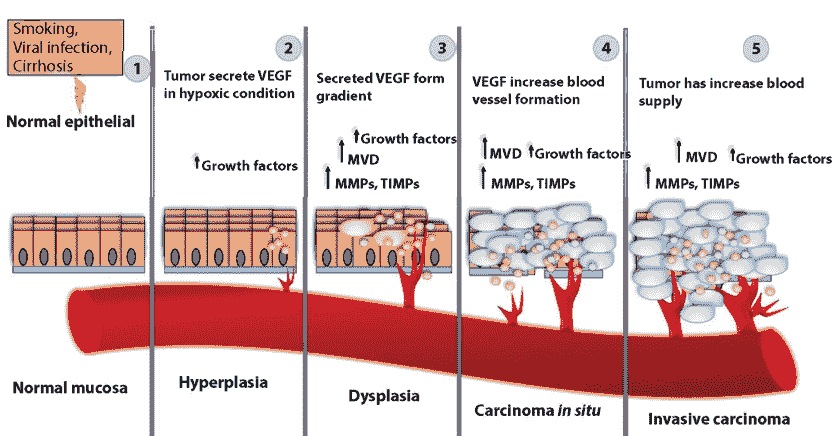 Smoking,
Viral infection,
Cirrhosis
1
Normal epithelial
Normal mucosa
2
Tumor secrete VEGF
in hypoxic condition
Growth factors
Hyperplasia
3
Secreted VEGF form
gradient
Growth factors
MVD
MMPs, TIMPs
Dysplasia
4
VEGF increase blood
vessel formation
MVD Growth factors
MMPs, TIMPs
Carcinoma in situ
5
Tumor has increase blood
supply
MVD Growth factors
MMPs, TIMPs
Invasive carcinoma